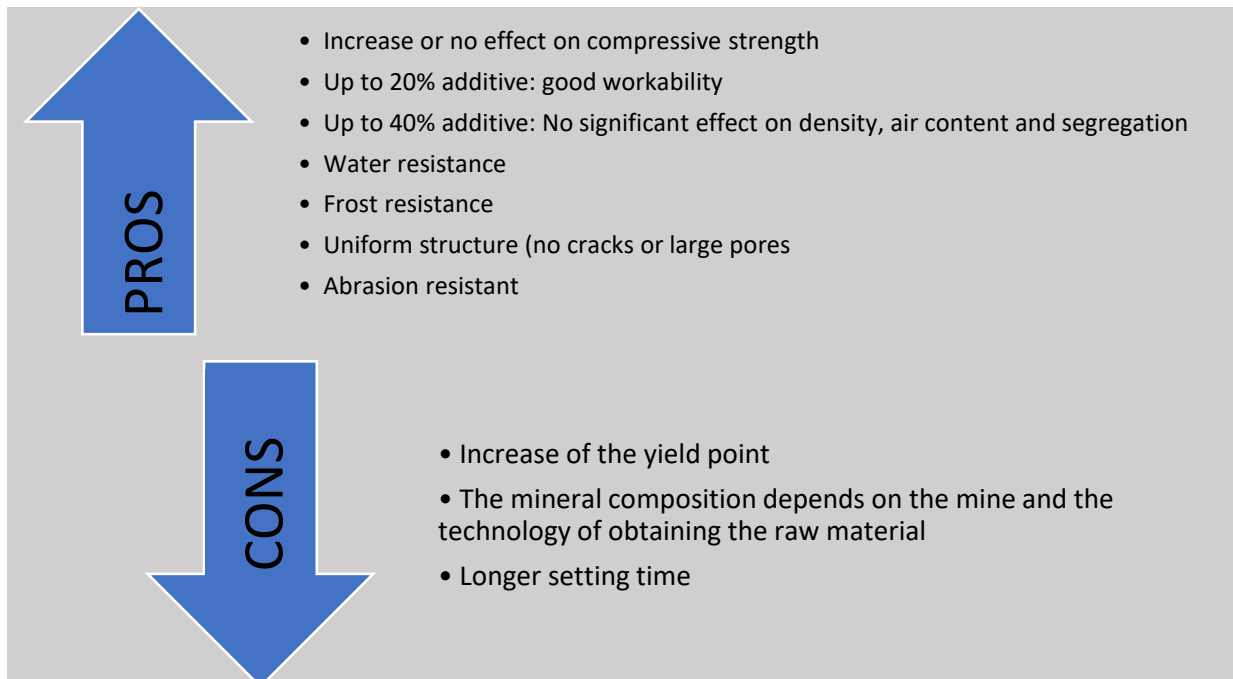 PROS
• Increase or no effect on compressive strength
• Up to 20% additive: good workability
• Up to 40% additive: No significant effect on density, air content and segregation
• Water resistance
• Frost resistance
• Uniform structure (no cracks or large pores
• Abrasion resistant
CONS
• Increase of the yield point
• The mineral composition depends on the mine and the
technology of obtaining the raw material
• Longer setting time